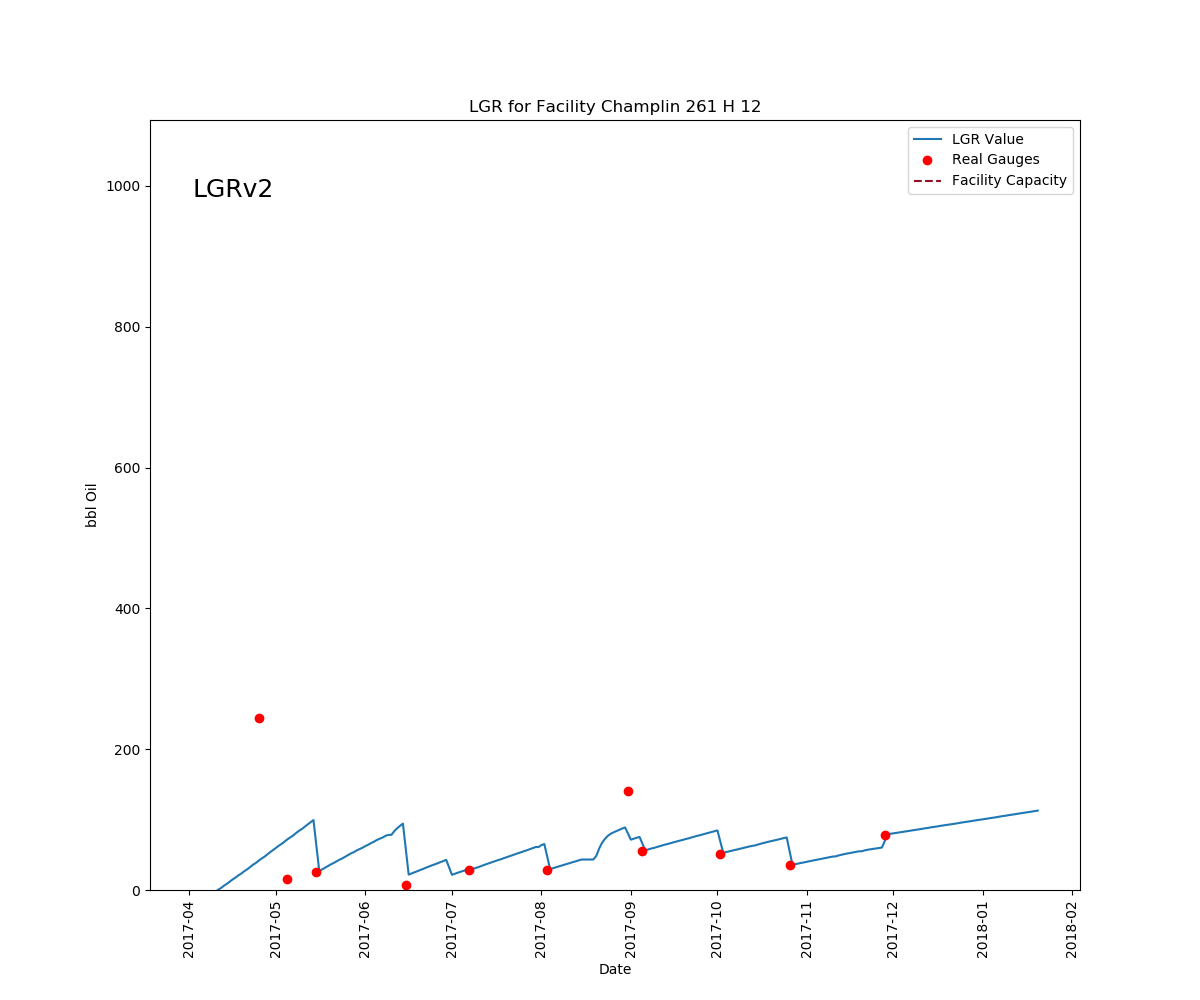 LGR for Facility Champlin 261 H 12
LGR Value
Real Gauges
Facility Capacity
LGRv2
1000
800
600
400
200
0
bbl Oil
2017-04
2017-05
2017-06
2017-07
2017-08
2017-09
2017-10
2017-11
2017-12
2018-01
2018-02
Date